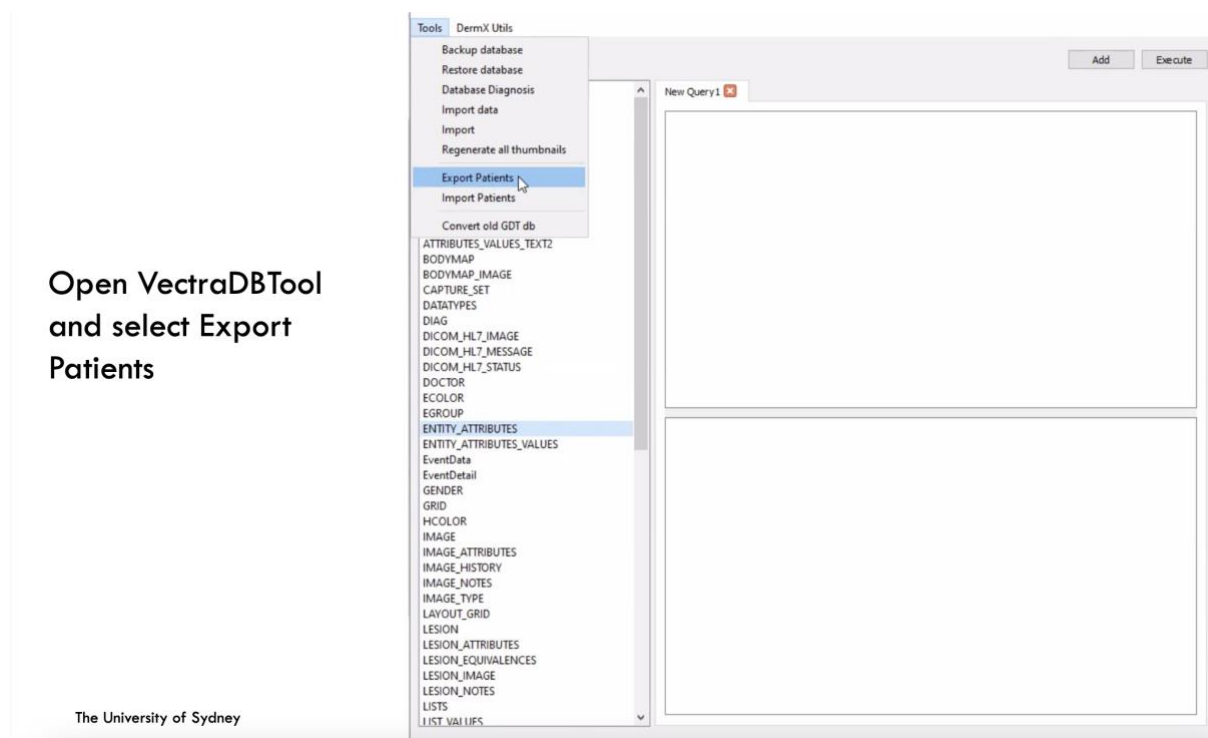 Open VectraDBTool
and select Export
Patients
The University of Sydney
Tools DermX Utils
Backup database
Restore database
Database Diagnosis
Import data
Import
Regenerate all thumbnails
Export Patients
Import Patients
Convert old GDT db
Add Execute
New Query1
ATTRIBUTES_VALUES_TEXT2
BODYMAP
BODYMAP_IMAGE
CAPTURE_SET
DATATYPES
DIAG
DICOM_HL7_IMAGE
DICOM_HL7_MESSAGE
DICOM_HL7_STATUS
DOCTOR
ECOLOR
EGROUP
ENTITY_ATTRIBUTES
ENTITY_ATTRIBUTES_VALUES
EventData
EventDetail
GENDER
GRID
HCOLOR
IMAGE
IMAGE_ATTRIBUTES
IMAGE_HISTORY
IMAGE_NOTES
IMAGE_TYPE
LAYOUT_GRID
LESION
LESION_ATTRIBUTES
LESION_EQUIVALENCES
LESION_IMAGE
LESION_NOTES
LISTS
LIST_VALUES